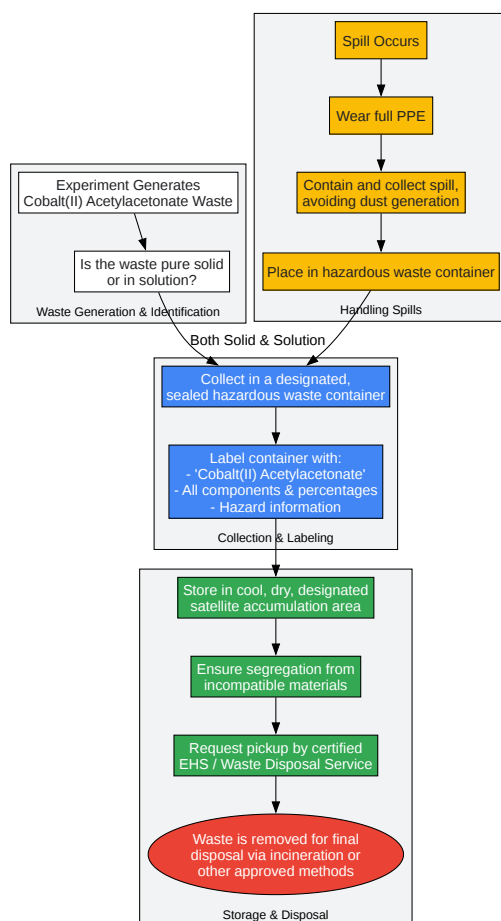 Spill Occurs
Wear full PPE
Contain and collect spill,
avoiding dust generation
Place in hazardous waste container
Handling Spills
Experiment Generates
Cobalt(II) Acetylacetonate Waste
Is the waste pure solid
or in solution?
Waste Generation & Identification
Both Solid & Solution
Collect in a designated,
sealed hazardous waste container
Label container with:
- 'Cobalt(II) Acetylacetonate'
- All components & percentages
- Hazard information
Collection & Labeling
Store in cool, dry, designated
satellite accumulation area
Ensure segregation from
incompatible materials
Request pickup by certified
EHS / Waste Disposal Service
Waste is removed for final
disposal via incineration or
other approved methods
Storage & Disposal